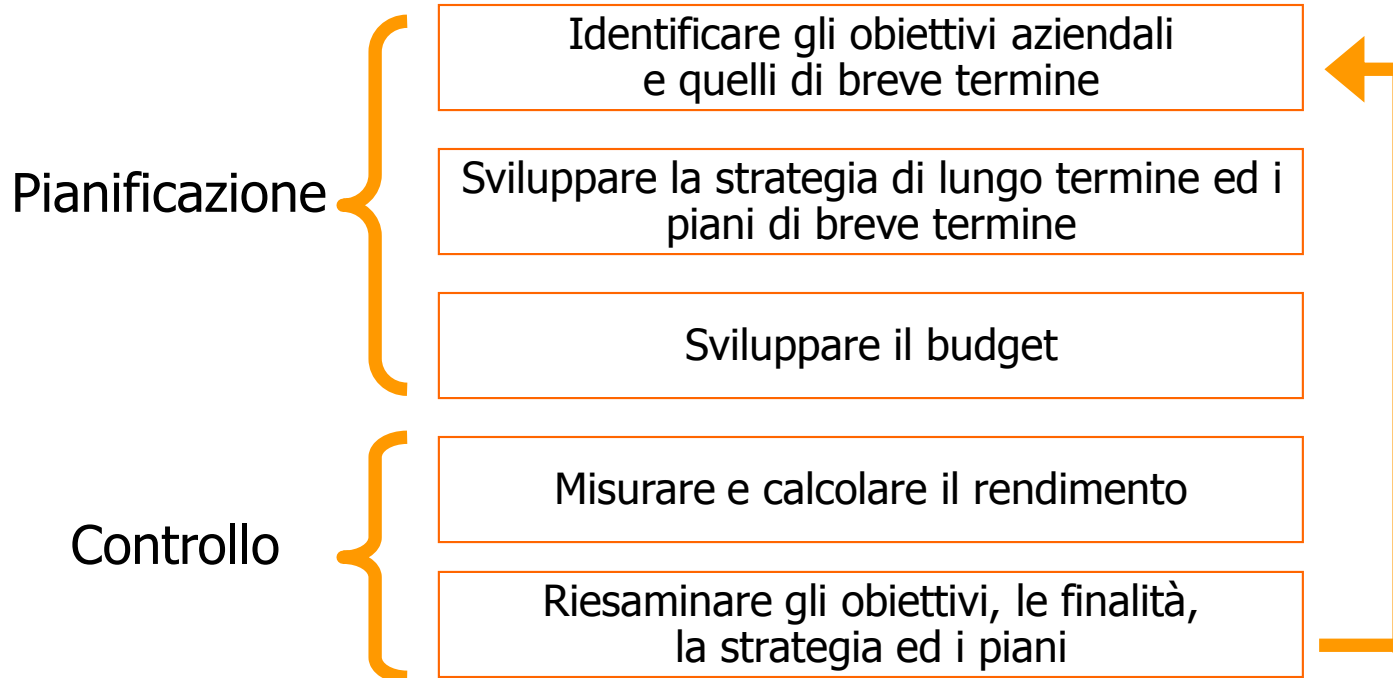 Pianificazione
Identificare gli obiettivi aziendali
e quelli di breve termine
Sviluppare la strategia di lungo termine ed i
piani di breve termine
Sviluppare il budget
Controllo
Misurare e calcolare il rendimento
Riesaminare gli obiettivi, le finalità,
la strategia ed i piani